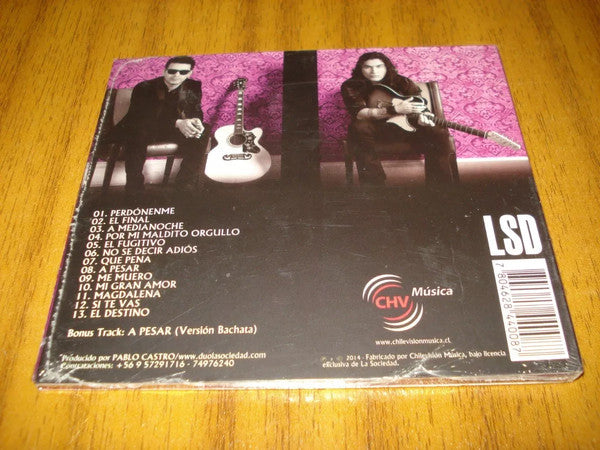 01. PERDÓNENME
02. EL FINAL
03. A MEDIANOCHE
04. POR MI MALDITO ORGULLO
05. EL FUGITIVO
06. NO SE DECIR ADIÓS
07. QUE PENA
08. A PESAR
09. ME MUERO
10. MI GRAN AMOR
11. MAGDALENA
12. SI TE VAS
13. EL DESTINO
Bonus Track: A PESAR (Versión Bachata)
Producido por PABLO CASTRO/www.duolasociedad.com
Contrataciones: +56 9 57291716 - 74976240
LSD
7 804628 440087
CHV Música
www.chilevisionmusica.cl
℗ © 2014 - Fabricado por Chilevisión Música, bajo licencia
exclusiva de La Sociedad.